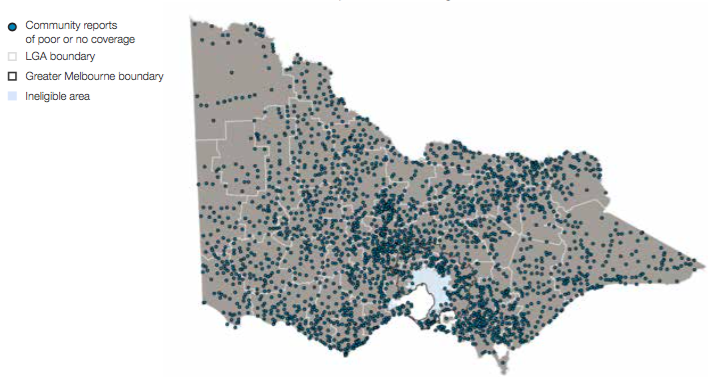 Community reports
of poor or no coverage
LGA boundary
Greater Melbourne boundary
Ineligible area